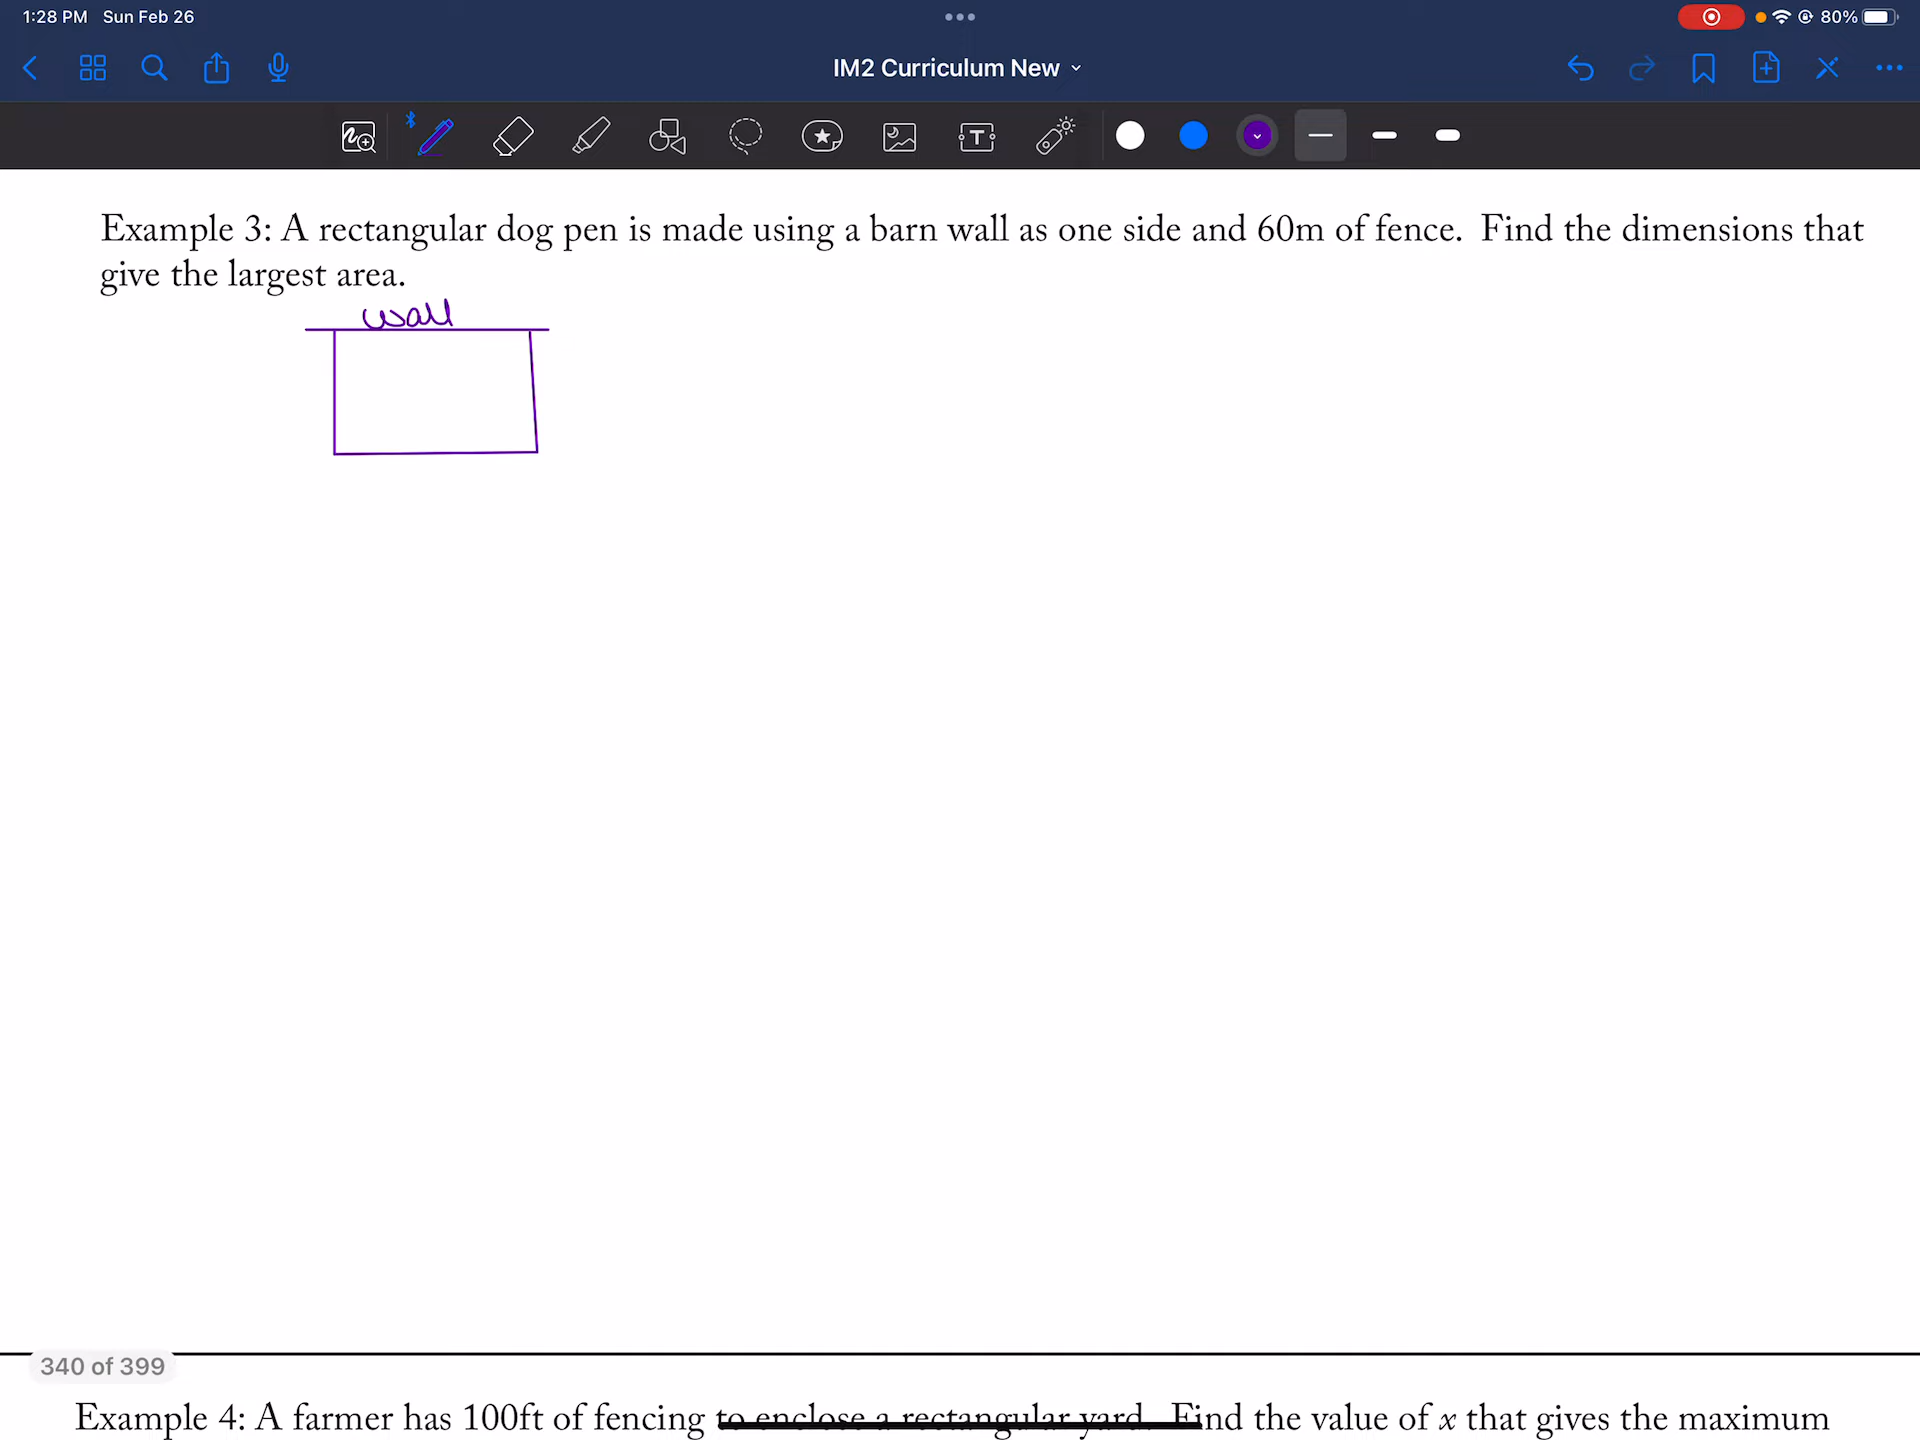 1:28 PM Sun Feb 26
80%
IM2 Curriculum New
T
Example 3: A rectangular dog pen is made using a barn wall as one side and 60m of fence. Find the dimensions that
give the largest area.
wall
340 of 399
Example 4: A farmer has 100ft of fencing to enclose a rectangular yard. Find the value of x that gives the maximum